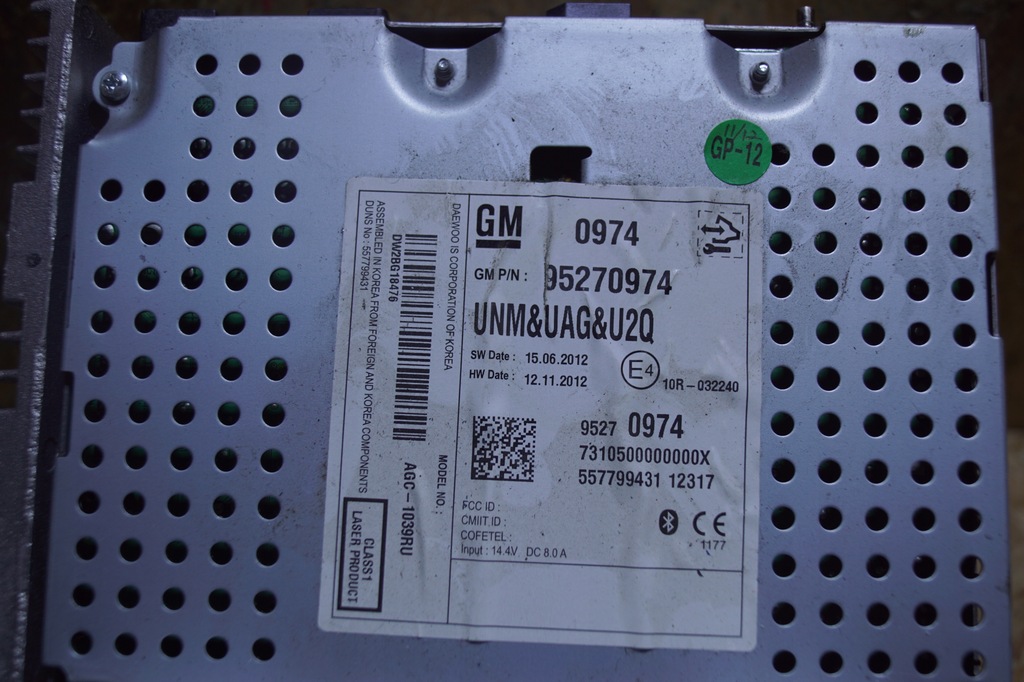 11/12
GP-12
GM 0974
GM P/N : 95270974
UNM&UAG&U2Q
SW Date : 15.06.2012
HW Date : 12.11.2012
E4 10R-032240
9527 0974
7310500000000X
557799431 12317
FCC ID :
CMIIT ID :
COFETEL :
Input : 14.4V DC 8.0 A
CE
1177
DAEWOO IS CORPORATION OF KOREA
MODEL NO. :
AGC-1039RU
DW2BG18476
ASSEMBLED IN KOREA FROM FOREIGN AND KOREA COMPONENTS
DUNS No : 557799431
CLASS1
LASER PRODUCT